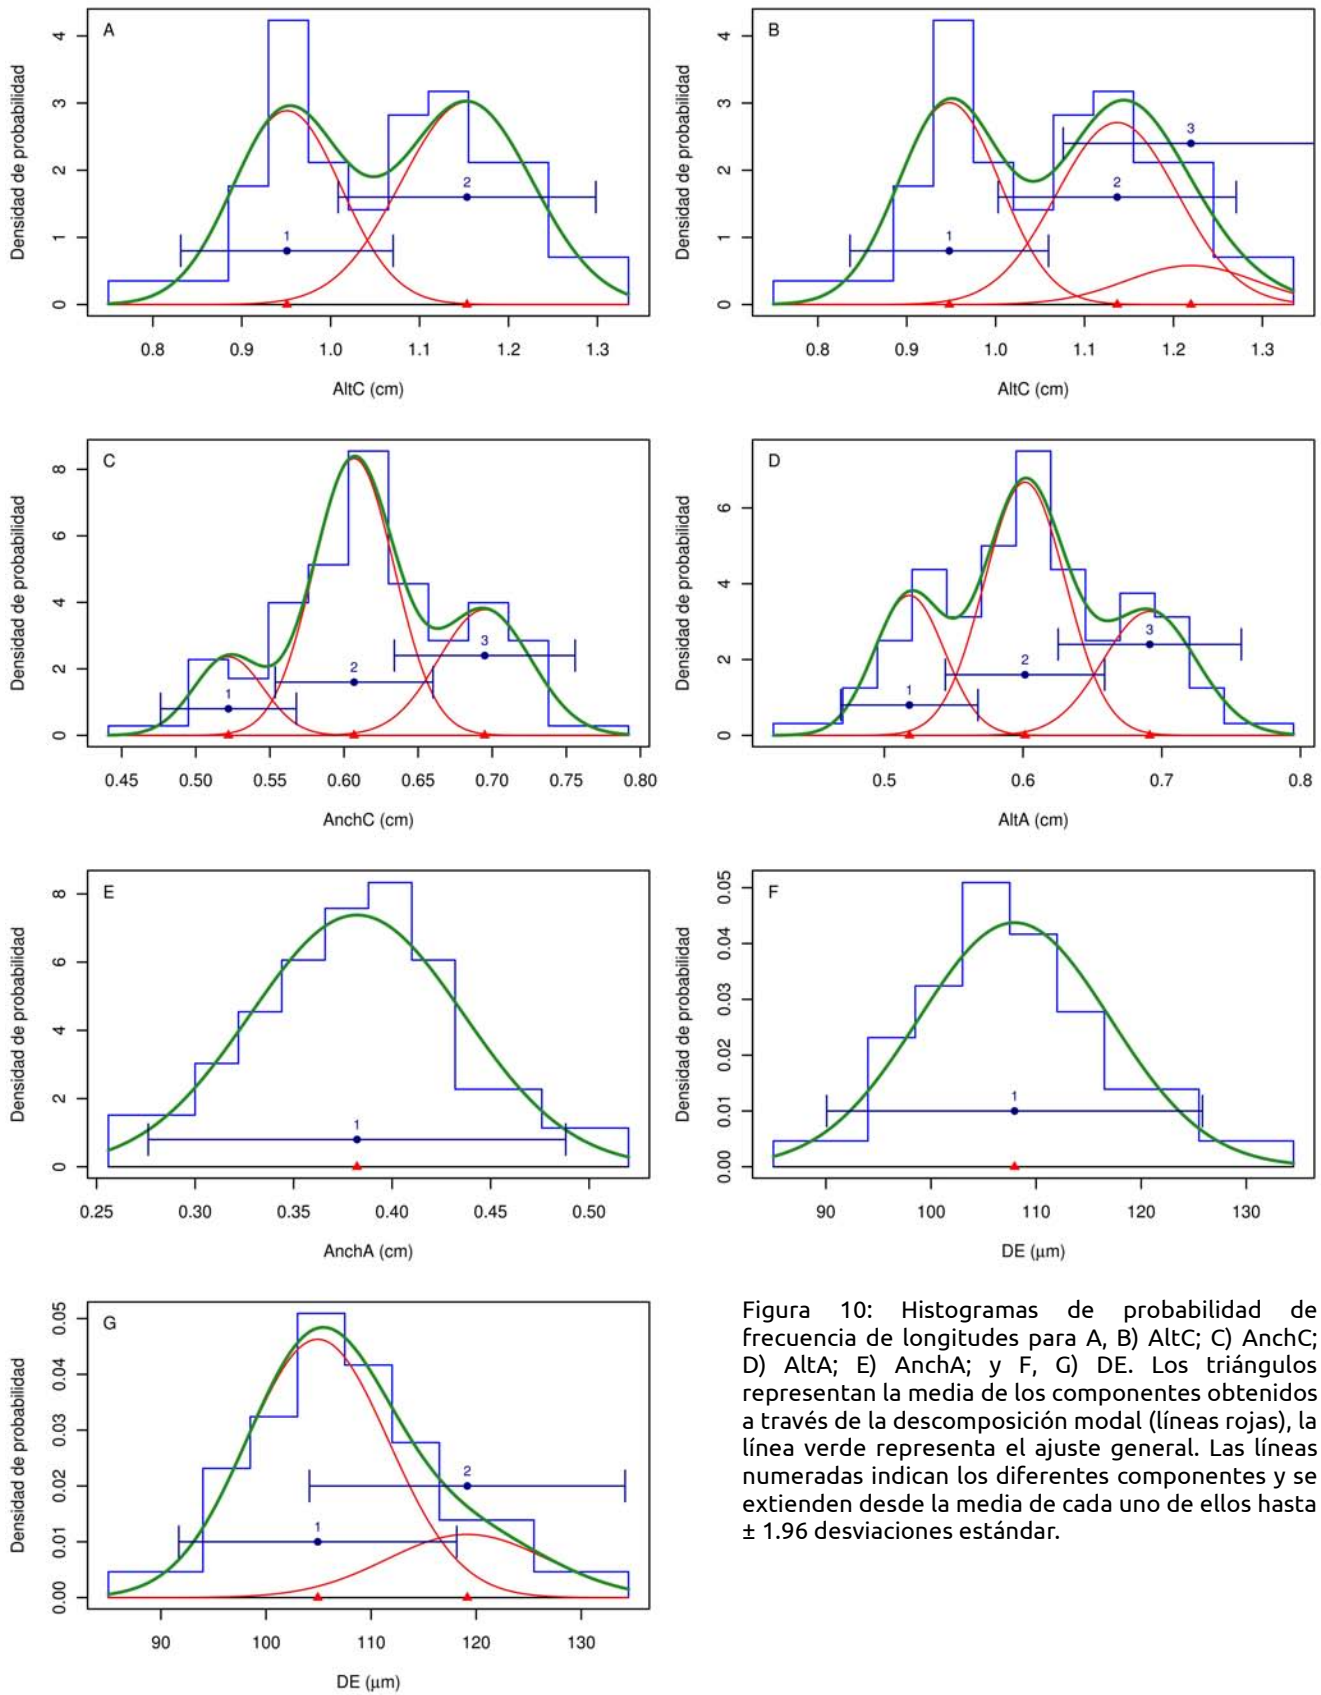 A
Densidad de probabilidad
0 1 2 3 4
1
2
0.8 0.9 1.0 1.1 1.2 1.3
AltC (cm)
B
Densidad de probabilidad
0 1 2 3 4
1
2
3
0.8 0.9 1.0 1.1 1.2 1.3
AltC (cm)
C
Densidad de probabilidad
0 2 4 6 8
1
2
3
0.45 0.50 0.55 0.60 0.65 0.70 0.75 0.80
AnchC (cm)
D
Densidad de probabilidad
0 2 4 6
1
2
3
0.5 0.6 0.7 0.8
AltA (cm)
E
Densidad de probabilidad
0 2 4 6 8
1
0.25 0.30 0.35 0.40 0.45 0.50
AnchA (cm)
F
Densidad de probabilidad
0.00 0.01 0.02 0.03 0.04 0.05
1
90 100 110 120 130
DE (μm)
G
Densidad de probabilidad
0.00 0.01 0.02 0.03 0.04 0.05
1
2
90 100 110 120 130
DE (μm)
Figura 10: Histogramas de probabilidad de
frecuencia de longitudes para A, B) AltC; C) AnchC;
D) AltA; E) AnchA; y F, G) DE. Los triángulos
representan la media de los componentes obtenidos
a través de la descomposición modal (líneas rojas), la
línea verde representa el ajuste general. Las líneas
numeradas indican los diferentes componentes y se
extienden desde la media de cada uno de ellos hasta
± 1.96 desviaciones estándar.